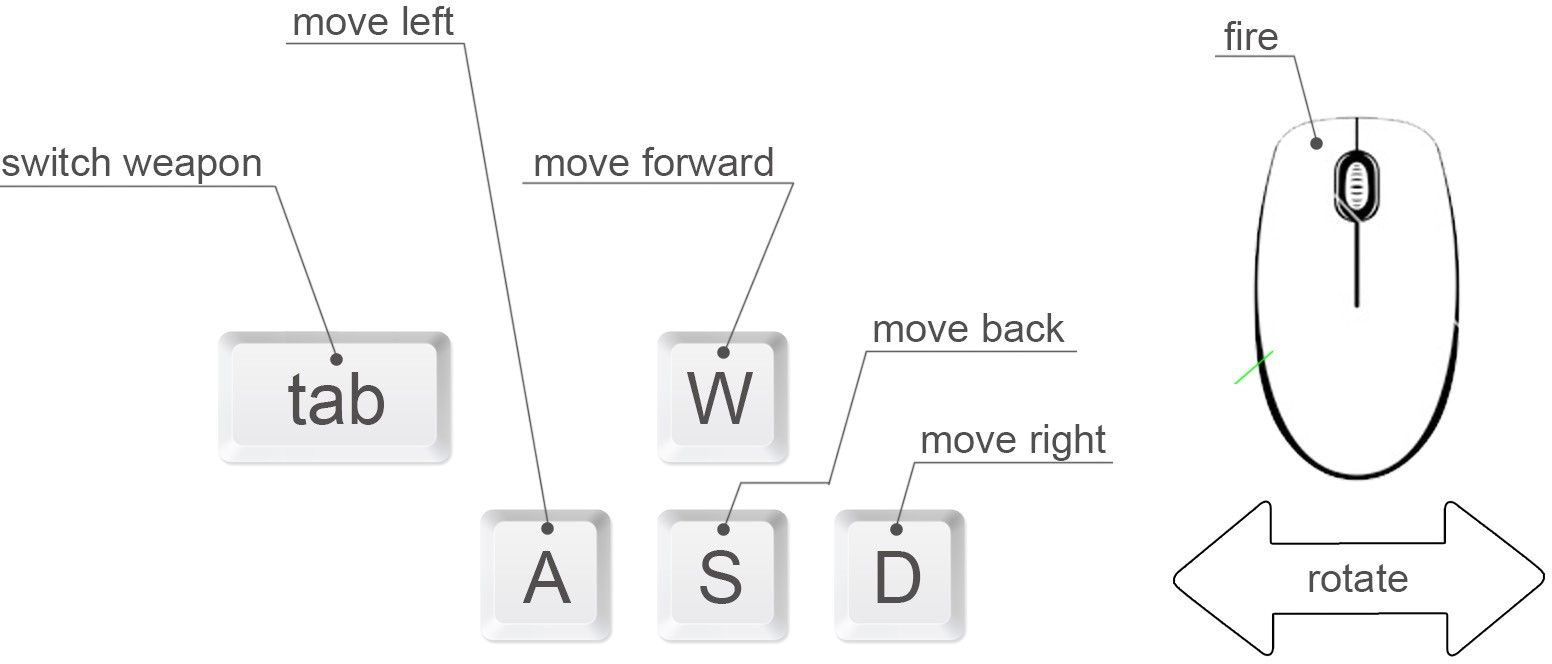 move left
fire
switch weapon
move forward
move back
tab
W
move right
A
S
D
rotate